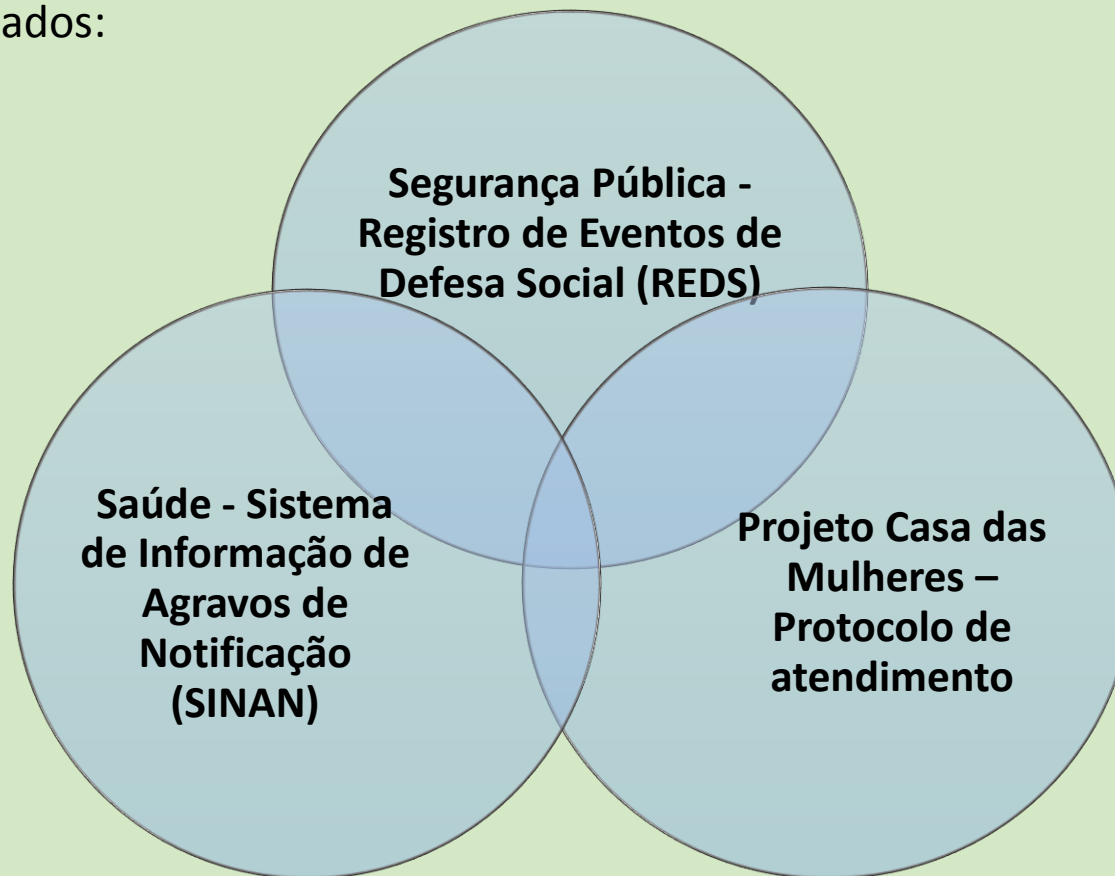 ados:
Segurança Pública -
Registro de Eventos de
Defesa Social (REDS)
Saúde - Sistema
de Informação de
Agravos de
Notificação
(SINAN)
Projeto Casa das
Mulheres –
Protocolo de
atendimento